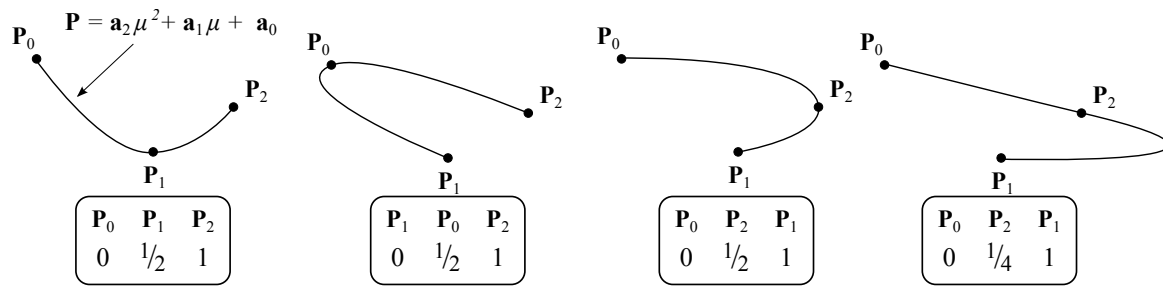 P = a₂μ² + a₁μ + a₀
P₀
P₂
P₁
P₀ P₁ P₂
0 1/2 1
P₀
P₂
P₁
P₁ P₀ P₂
0 1/2 1
P₀
P₂
P₁
P₀ P₂ P₁
0 1/2 1
P₀
P₂
P₁
P₀ P₂ P₁
0 1/4 1